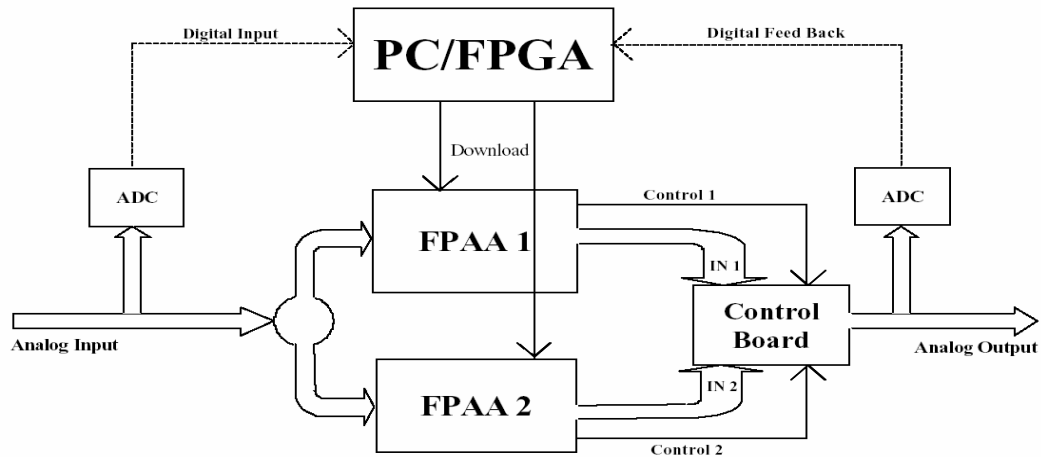 Digital Input
PC/FPGA
Digital Feed Back
Download
ADC
ADC
Control 1
FPAA 1
IN 1
Control
Board
Analog Input
Analog Output
FPAA 2
IN 2
Control 2